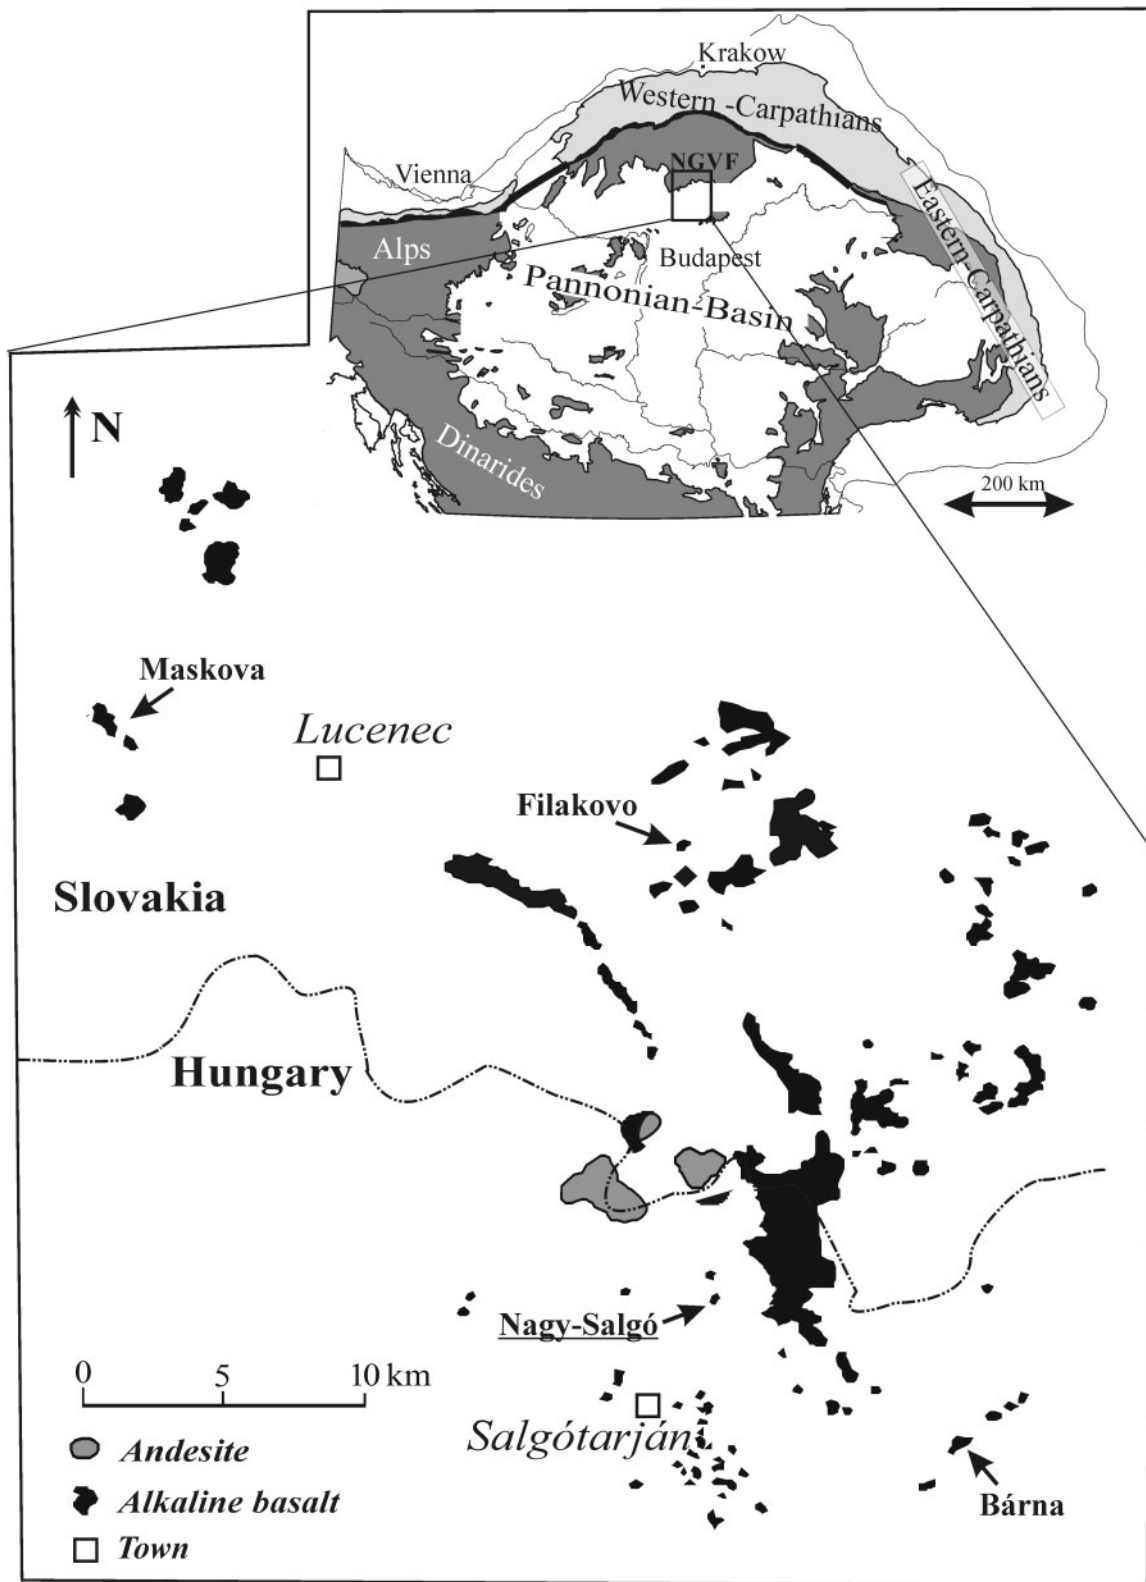 Krakow
Western -Carpathians
NGVF
Vienna
Eastern-Carpathians
Alps
Budapest
Pannonian-Basin
Dinarides
200 km
N
Maskova
Lucenec
Filakovo
Slovakia
Hungary
Nagy-Salgó
0 5 10 km
Salgótarján
Andesite
Alkaline basalt
Bárna
Town